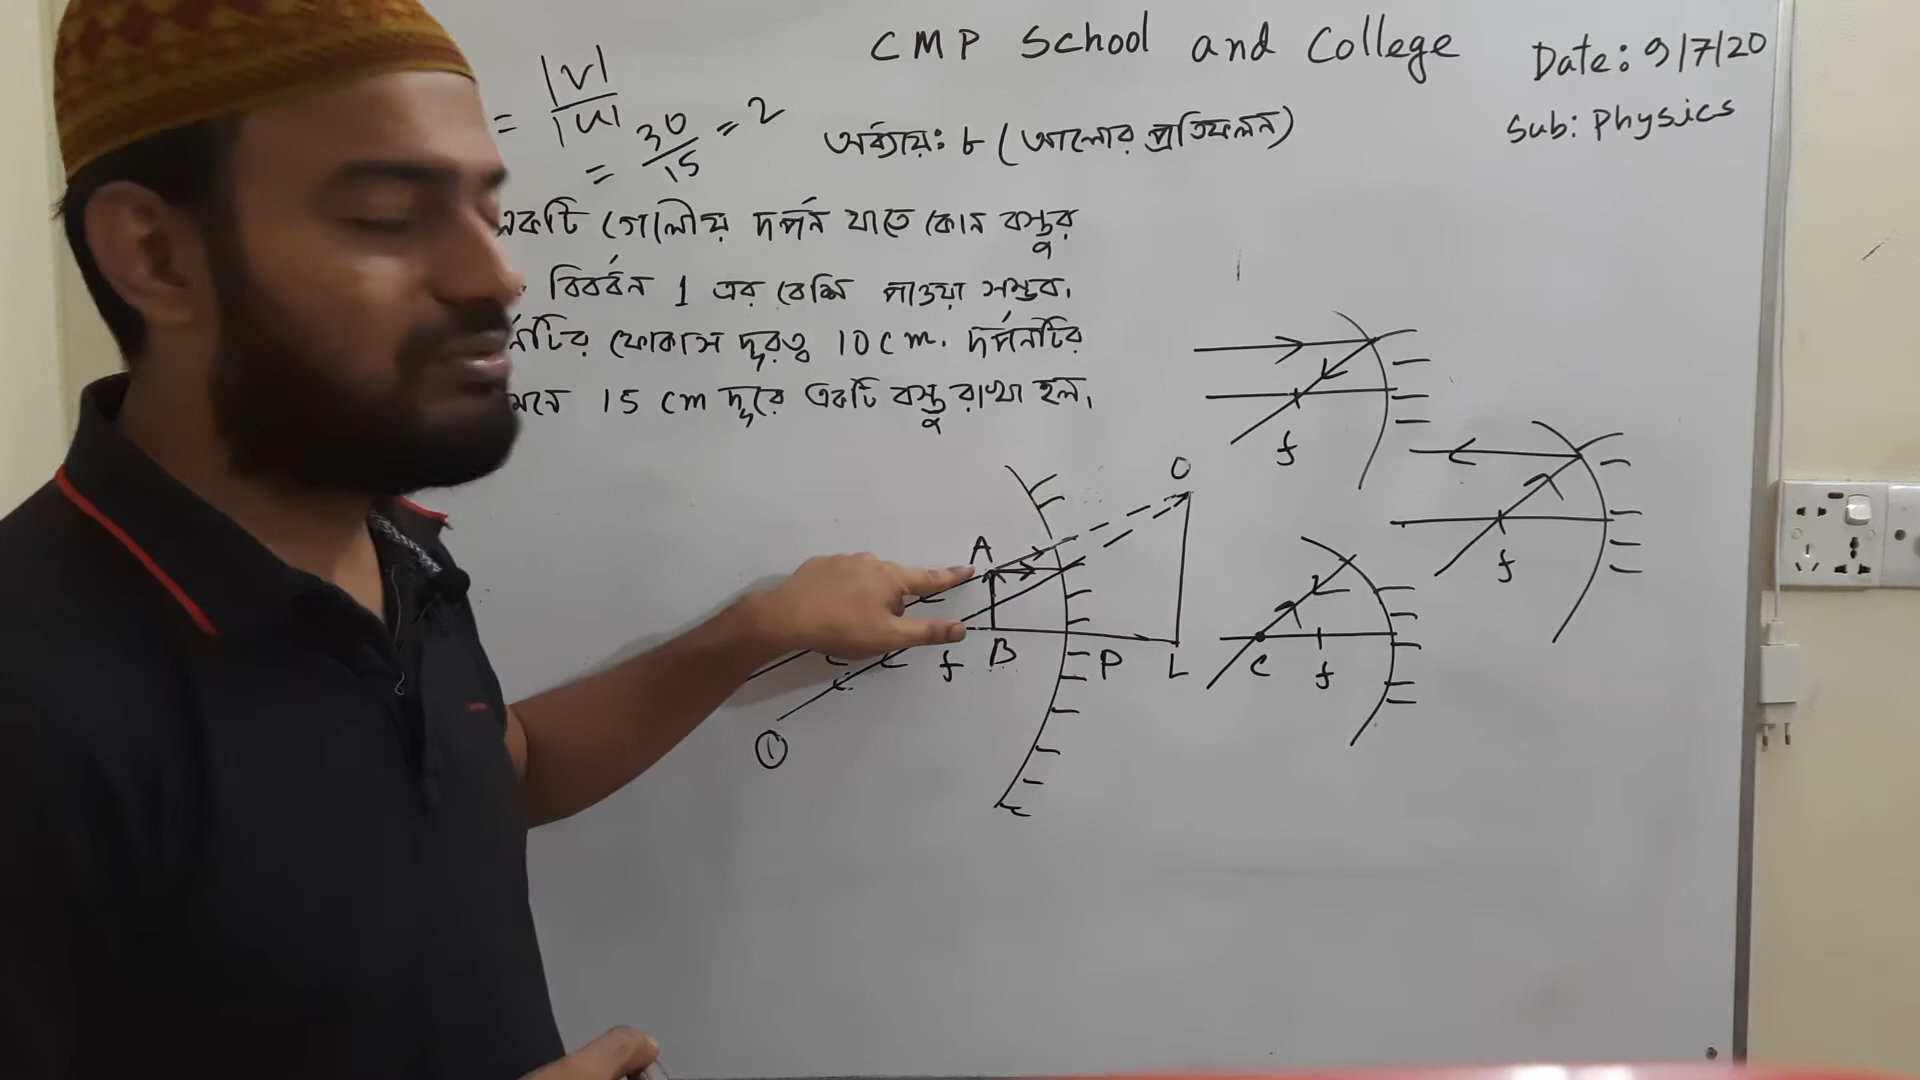 CMP School and College
Date: 9/7/20
Sub: Physics
= |v|/|u|
= 30/15 = 2
অধ্যায়: ৮ (আলোর প্রতিফলন)
একটি গোলীয় দর্পন যাতে কোন বস্তুর
বিবর্ধন 1 এর বেশি পাওয়া সম্ভব।
দূরত্ব 10 cm. দর্পনটির
15 cm দূরে একটি বস্তু রাখা হল।
f
O
A
f
f B P L
C f
①